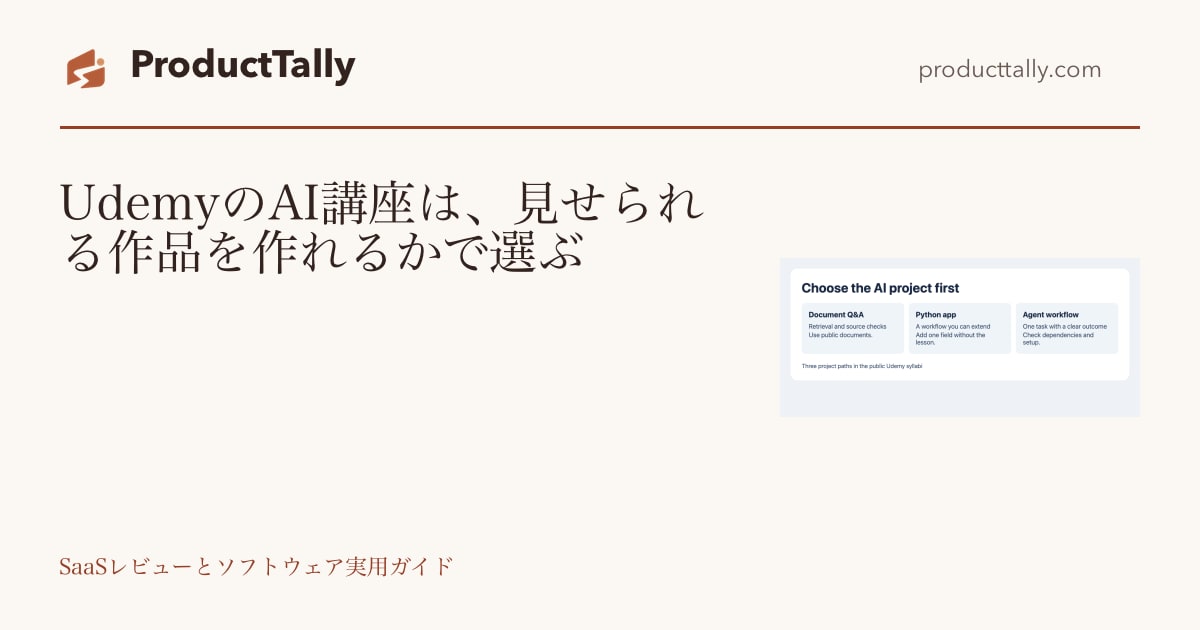 ProductTally
producttally.com
UdemyのAI講座は、見せられ
る作品を作れるかで選ぶ
Choose the AI project first
Document Q&A
Retrieval and source checks
Use public documents.
Python app
A workflow you can extend
Add one field without the
lesson.
Agent workflow
One task with a clear outcome
Check dependencies and
setup.
Three project paths in the public Udemy syllabi
SaaSレビューとソフトウェア実用ガイド